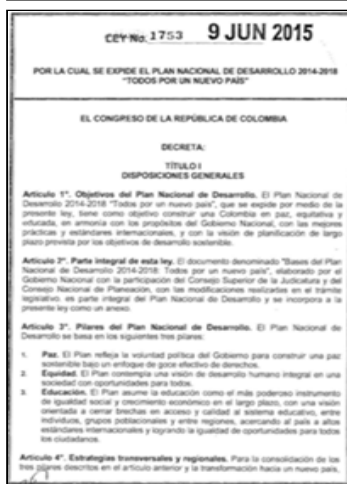 LEY No. 1753 9 JUN 2015
POR LA CUAL SE EXPIDE EL PLAN NACIONAL DE DESARROLLO 2014-2018
"TODOS POR UN NUEVO PAÍS"
EL CONGRESO DE LA REPÚBLICA DE COLOMBIA
DECRETA:
TÍTULO I
DISPOSICIONES GENERALES
Artículo 1°. Objetivos del Plan Nacional de Desarrollo. El Plan Nacional de
Desarrollo 2014-2018 "Todos por un nuevo país", que se expide por medio de la
presente ley, tiene como objetivo construir una Colombia en paz, equitativa y
educada, en armonía con los propósitos del Gobierno Nacional, con las mejores
prácticas y estándares internacionales, y con la visión de planificación de largo
plazo prevista por los objetivos de desarrollo sostenible.
Artículo 2°. Parte integral de esta ley. El documento denominado "Bases del Plan
Nacional de Desarrollo 2014-2018: Todos por un nuevo país", elaborado por el
Gobierno Nacional con la participación del Consejo Superior de la Judicatura y del
Consejo Nacional de Planeación, con las modificaciones realizadas en el trámite
legislativo, es parte integral del Plan Nacional de Desarrollo y se incorpora a la
presente ley como un anexo.
Artículo 3°. Pilares del Plan Nacional de Desarrollo. El Plan Nacional de
Desarrollo se basa en los siguientes tres pilares:
1. Paz. El Plan refleja la voluntad política del Gobierno para construir una paz
sostenible bajo un enfoque de goce efectivo de derechos.
2. Equidad. El Plan contempla una visión de desarrollo humano integral en una
sociedad con oportunidades para todos.
3. Educación. El Plan asume la educación como el más poderoso instrumento
de igualdad social y crecimiento económico en el largo plazo, con una visión
orientada a cerrar brechas en acceso y calidad al sistema educativo, entre
individuos, grupos poblacionales y entre regiones, acercando al país a altos
estándares internacionales y logrando la igualdad de oportunidades para todos
los ciudadanos.
Artículo 4°. Estrategias transversales y regionales. Para la consolidación de los
tres pilares descritos en el artículo anterior y la transformación hacia un nuevo país,